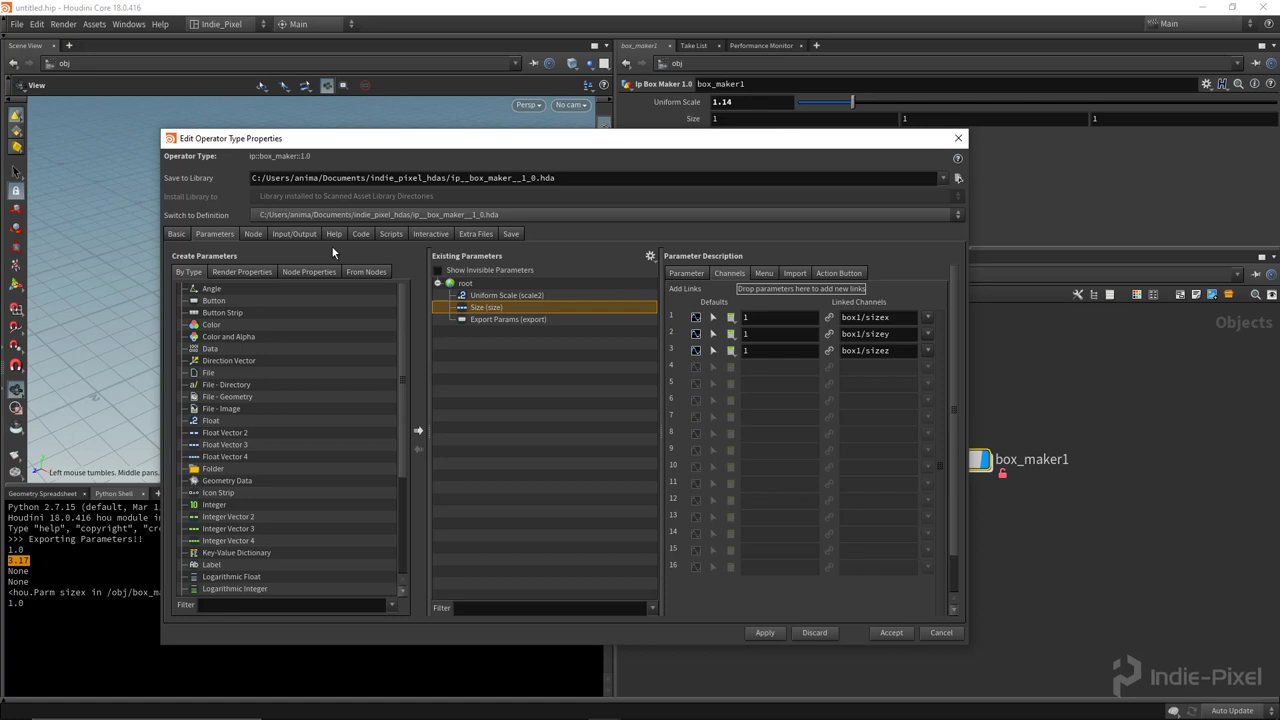 untitled.hip - Houdini Core 18.0.416
File Edit Render Assets Windows Help Indie_Pixel Main Main
Scene View box_maker1 Take List Performance Monitor
obj obj
View Ip Box Maker 1.0 box_maker1
Persp No cam Uniform Scale 1.14
Size 1 1 1
Edit Operator Type Properties
Operator Type: ip::box_maker::1.0
Save to Library C:/Users/anima/Documents/indie_pixel_hdas/ip__box_maker__1_0.hda
Install Library to Library installed to Scanned Asset Library Directories
Switch to Definition C:/Users/anima/Documents/indie_pixel_hdas/ip__box_maker__1_0.hda
Basic Parameters Node Input/Output Help Code Scripts Interactive Extra Files Save
Create Parameters Existing Parameters Parameter Description
By Type Render Properties Node Properties From Nodes
Show Invisible Parameters
Parameter Channels Menu Import Action Button
root
Uniform Scale (scale2)
Size (size)
Export Params (export)
Add Links Drop parameters here to add new links
Defaults Linked Channels
1 1 box1/sizex
2 1 box1/sizey
3 1 box1/sizez
4
5
6
7
8
9
10
11
12
13
14
15
16
Angle
Button
Button Strip
Color
Color and Alpha
Data
Direction Vector
File
File - Directory
File - Geometry
File - Image
Float
Float Vector 2
Float Vector 3
Float Vector 4
Folder
Geometry Data
Icon Strip
Integer
Integer Vector 2
Integer Vector 3
Integer Vector 4
Key-Value Dictionary
Label
Logarithmic Float
Logarithmic Integer
Filter Filter
Apply Discard Accept Cancel
Objects
box_maker1
Left mouse tumbles. Middle pans.
Geometry Spreadsheet Python Shell
Python 2.7.15 (default, Mar 1
Houdini 18.0.416 hou module i
Type "help", "copyright", "cre
>>> Exporting Parameters!!
1.0
3.17
None
None
<hou.Parm sizex in /obj/box_ma
1.0
Indie-Pixel
Auto Update